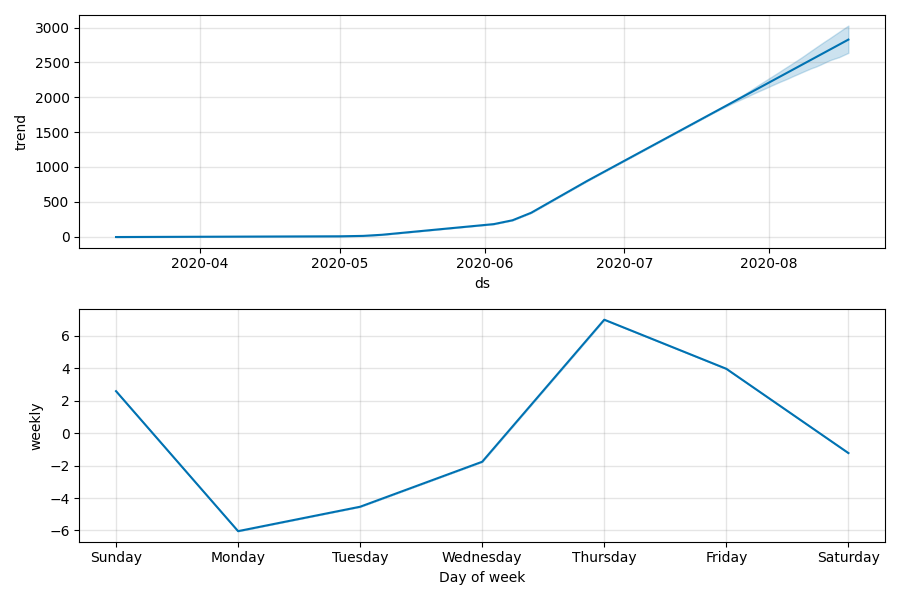 3000
2500
2000
1500
1000
500
0
trend
2020-04 2020-05 2020-06 2020-07 2020-08
ds
6
4
2
0
−2
−4
−6
weekly
Sunday Monday Tuesday Wednesday Thursday Friday Saturday
Day of week